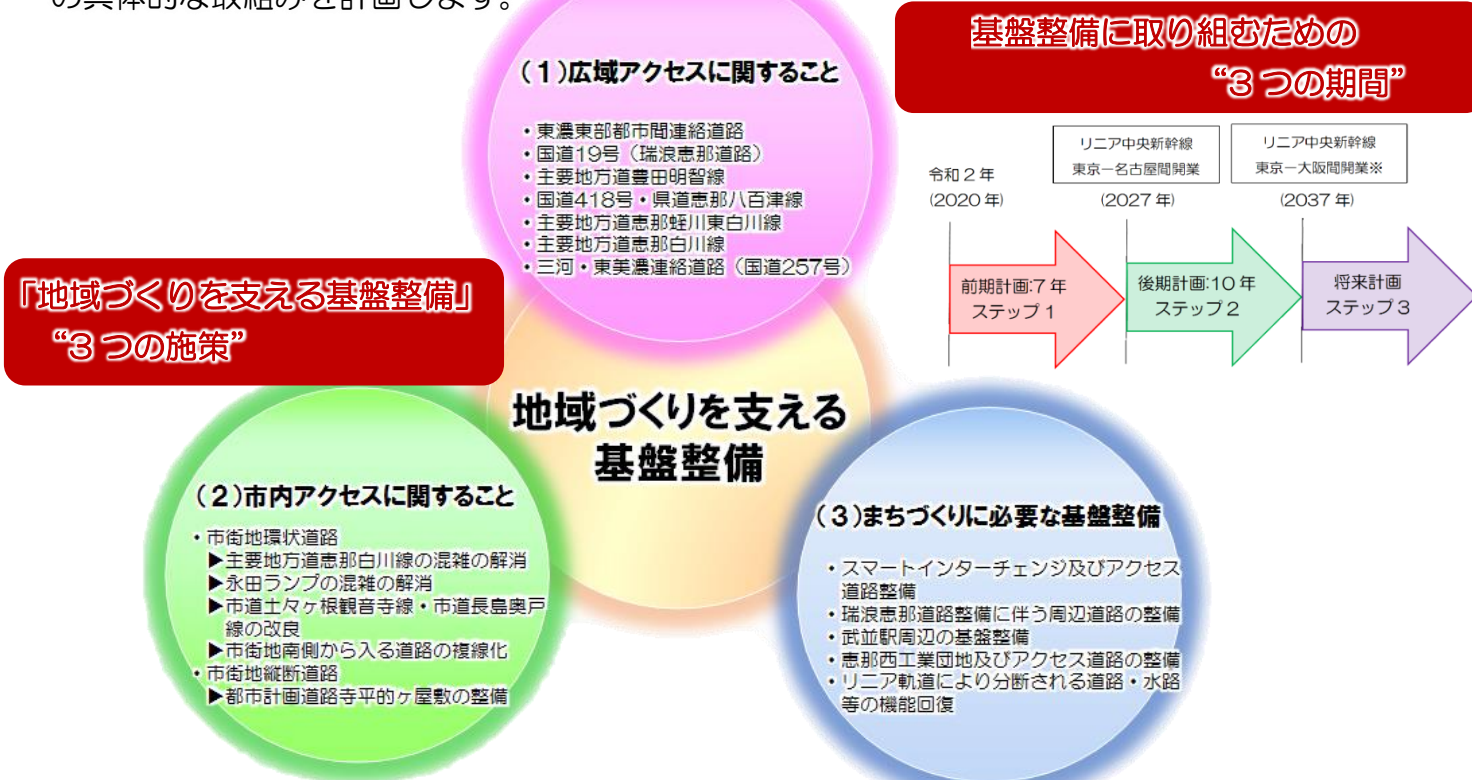 の具体的な取組みを計画します。
(1)広域アクセスに関すること
・東濃東部都市間連絡道路
・国道19号（瑞浪恵那道路）
・主要地方道豊田明智線
・国道418号・県道恵那八百津線
・主要地方道恵那蛭川東白川線
・主要地方道恵那白川線
・三河・東美濃連絡道路（国道257号）
基盤整備に取り組むための
“3つの期間”
リニア中央新幹線
東京ー名古屋間開業
リニア中央新幹線
東京ー大阪間開業※
令和2年
(2020年)
(2027年)
(2037年)
前期計画:7年
ステップ1
後期計画:10年
ステップ2
将来計画
ステップ3
「地域づくりを支える基盤整備」
“3つの施策”
地域づくりを支える
基盤整備
(2)市内アクセスに関すること
・市街地環状道路
▶主要地方道恵那白川線の混雑の解消
▶永田ランプの混雑の解消
▶市道土々ヶ根観音寺線・市道長島奥戸
線の改良
▶市街地南側から入る道路の複線化
・市街地縦断道路
▶都市計画道路寺平的ヶ屋敷の整備
(3)まちづくりに必要な基盤整備
・スマートインターチェンジ及びアクセス
道路整備
・瑞浪恵那道路整備に伴う周辺道路の整備
・武並駅周辺の基盤整備
・恵那西工業団地及びアクセス道路の整備
・リニア軌道により分断される道路・水路
等の機能回復